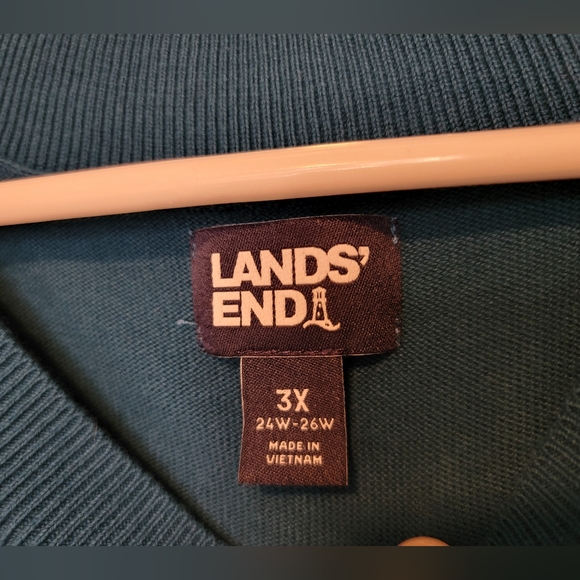 LANDS'
END
3X
24W-26W
MADE IN
VIETNAM